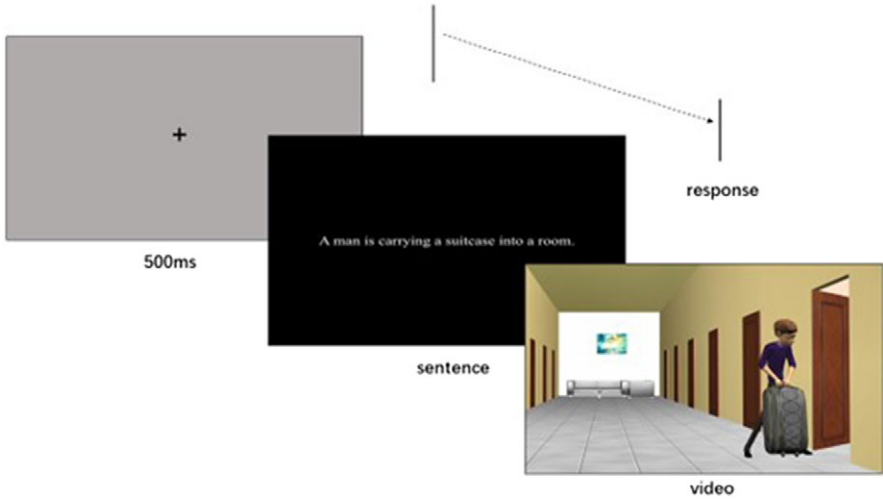 500ms
A man is carrying a suitcase into a room.
sentence
response
video